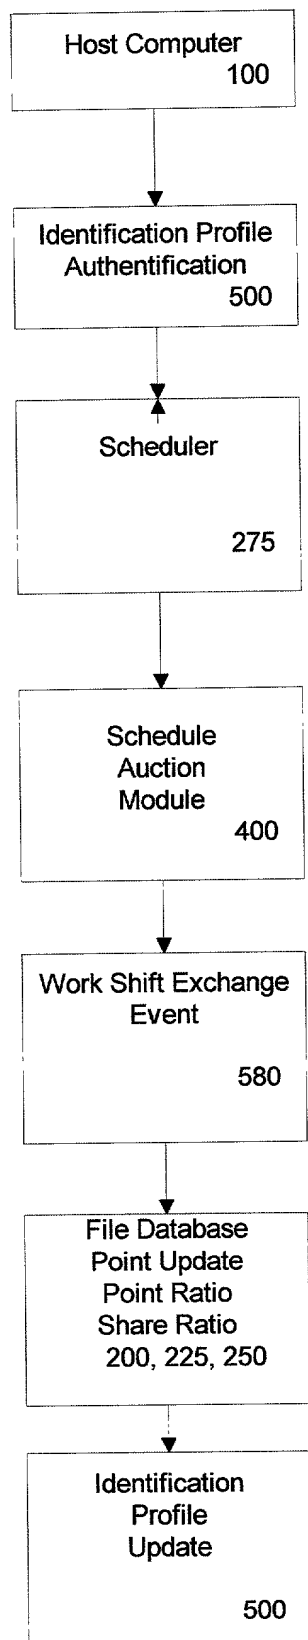 Host Computer
100
Identification Profile
Authentification
500
Scheduler
275
Schedule
Auction
Module
400
Work Shift Exchange
Event
580
File Database
Point Update
Point Ratio
Share Ratio
200, 225, 250
Identification
Profile
Update
500